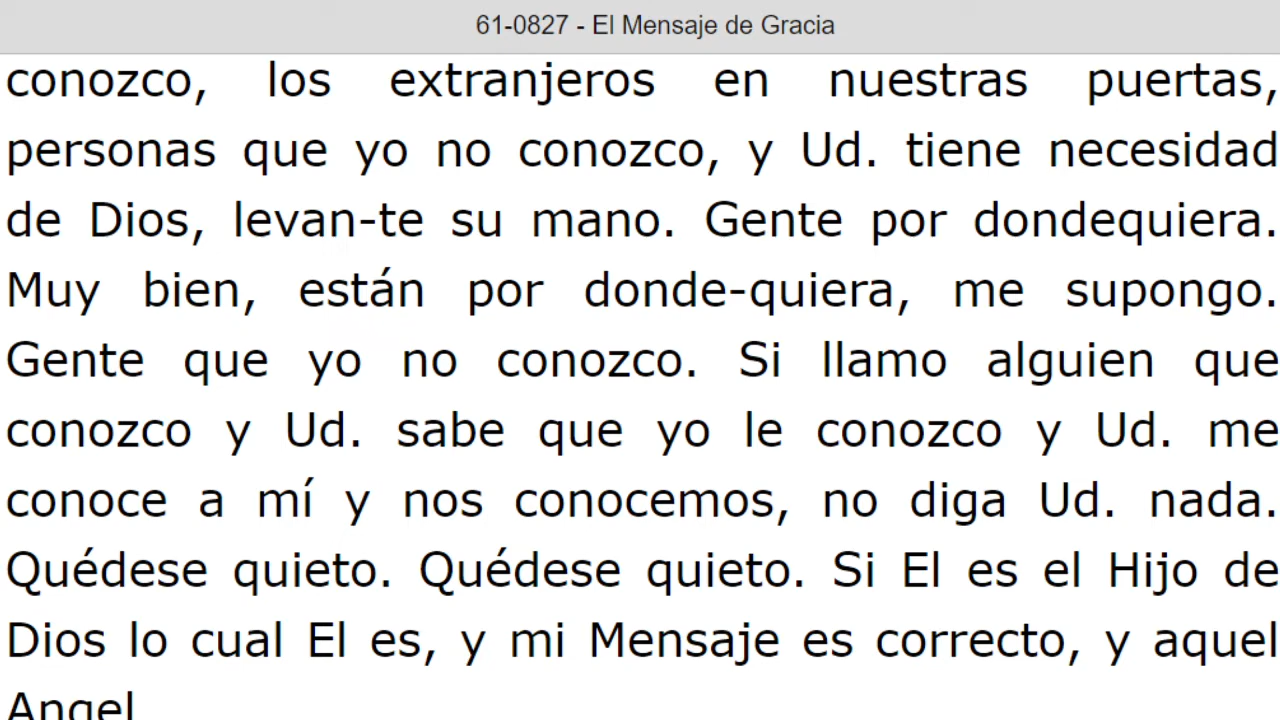 61-0827 - El Mensaje de Gracia
conozco, los extranjeros en nuestras puertas,
personas que yo no conozco, y Ud. tiene necesidad
de Dios, levan-te su mano. Gente por dondequiera.
Muy bien, están por donde-quiera, me supongo.
Gente que yo no conozco. Si llamo alguien que
conozco y Ud. sabe que yo le conozco y Ud. me
conoce a mí y nos conocemos, no diga Ud. nada.
Quédese quieto. Quédese quieto. Si El es el Hijo de
Dios lo cual El es, y mi Mensaje es correcto, y aquel
Angel